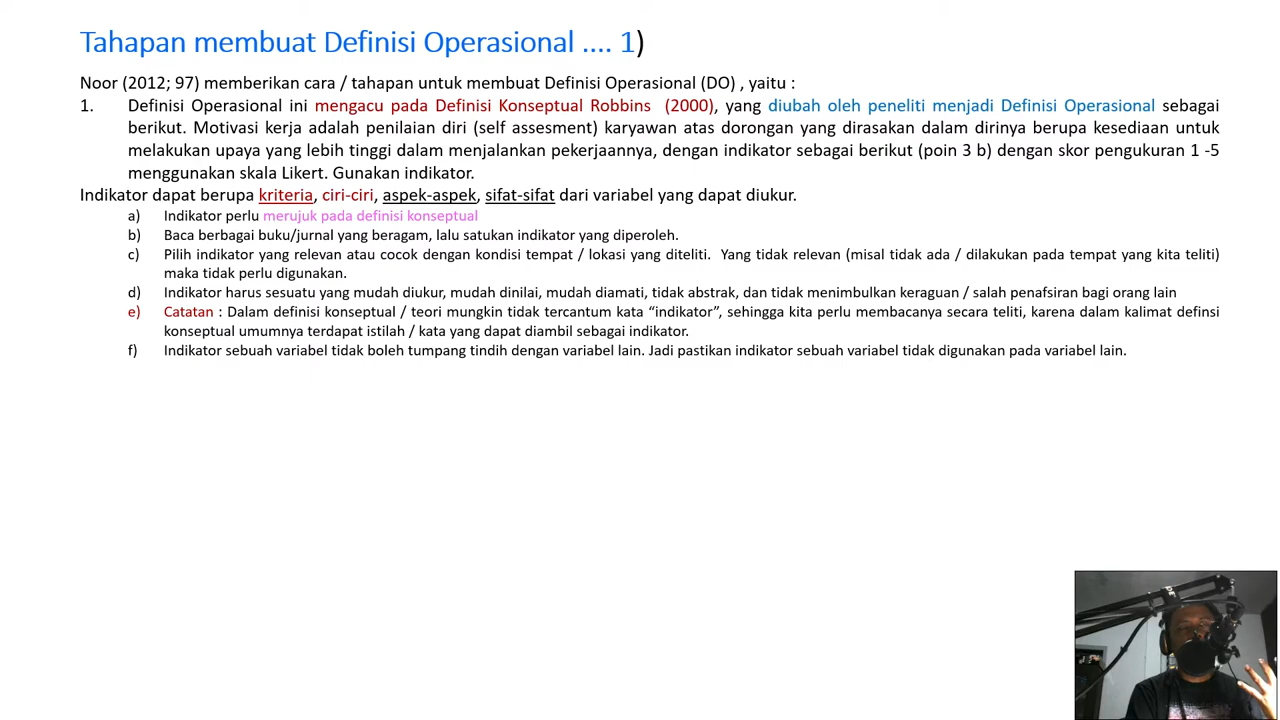 Tahapan membuat Definisi Operasional .... 1)
Noor (2012; 97) memberikan cara / tahapan untuk membuat Definisi Operasional (DO) , yaitu :
1. Definisi Operasional ini mengacu pada Definisi Konseptual Robbins (2000), yang diubah oleh peneliti menjadi Definisi Operasional sebagai
berikut. Motivasi kerja adalah penilaian diri (self assesment) karyawan atas dorongan yang dirasakan dalam dirinya berupa kesediaan untuk
melakukan upaya yang lebih tinggi dalam menjalankan pekerjaannya, dengan indikator sebagai berikut (poin 3 b) dengan skor pengukuran 1 -5
menggunakan skala Likert. Gunakan indikator.
Indikator dapat berupa kriteria, ciri-ciri, aspek-aspek, sifat-sifat dari variabel yang dapat diukur.
a) Indikator perlu merujuk pada definisi konseptual
b) Baca berbagai buku/jurnal yang beragam, lalu satukan indikator yang diperoleh.
c) Pilih indikator yang relevan atau cocok dengan kondisi tempat / lokasi yang diteliti. Yang tidak relevan (misal tidak ada / dilakukan pada tempat yang kita teliti)
maka tidak perlu digunakan.
d) Indikator harus sesuatu yang mudah diukur, mudah dinilai, mudah diamati, tidak abstrak, dan tidak menimbulkan keraguan / salah penafsiran bagi orang lain
e) Catatan : Dalam definisi konseptual / teori mungkin tidak tercantum kata “indikator”, sehingga kita perlu membacanya secara teliti, karena dalam kalimat definsi
konseptual umumnya terdapat istilah / kata yang dapat diambil sebagai indikator.
f) Indikator sebuah variabel tidak boleh tumpang tindih dengan variabel lain. Jadi pastikan indikator sebuah variabel tidak digunakan pada variabel lain.